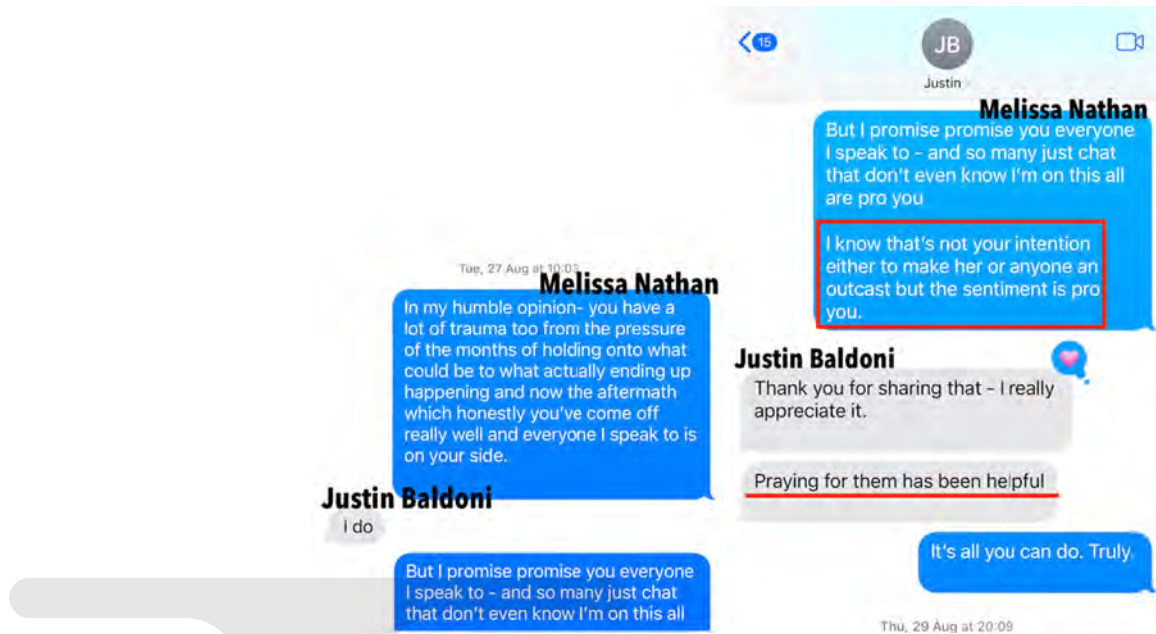 Tue, 27 Aug at 10:03
Melissa Nathan
In my humble opinion- you have a
lot of trauma too from the pressure
of the months of holding onto what
could be to what actually ending up
happening and now the aftermath
which honestly you've come off
really well and everyone I speak to is
on your side.
Justin Baldoni
I do
But I promise promise you everyone
I speak to - and so many just chat
that don't even know I'm on this all
15
JB
Justin
Melissa Nathan
But I promise promise you everyone
I speak to - and so many just chat
that don't even know I'm on this all
are pro you
I know that's not your intention
either to make her or anyone an
outcast but the sentiment is pro
you.
Justin Baldoni
Thank you for sharing that - I really
appreciate it.
Praying for them has been helpful
It's all you can do. Truly.
Thu, 29 Aug at 20:09